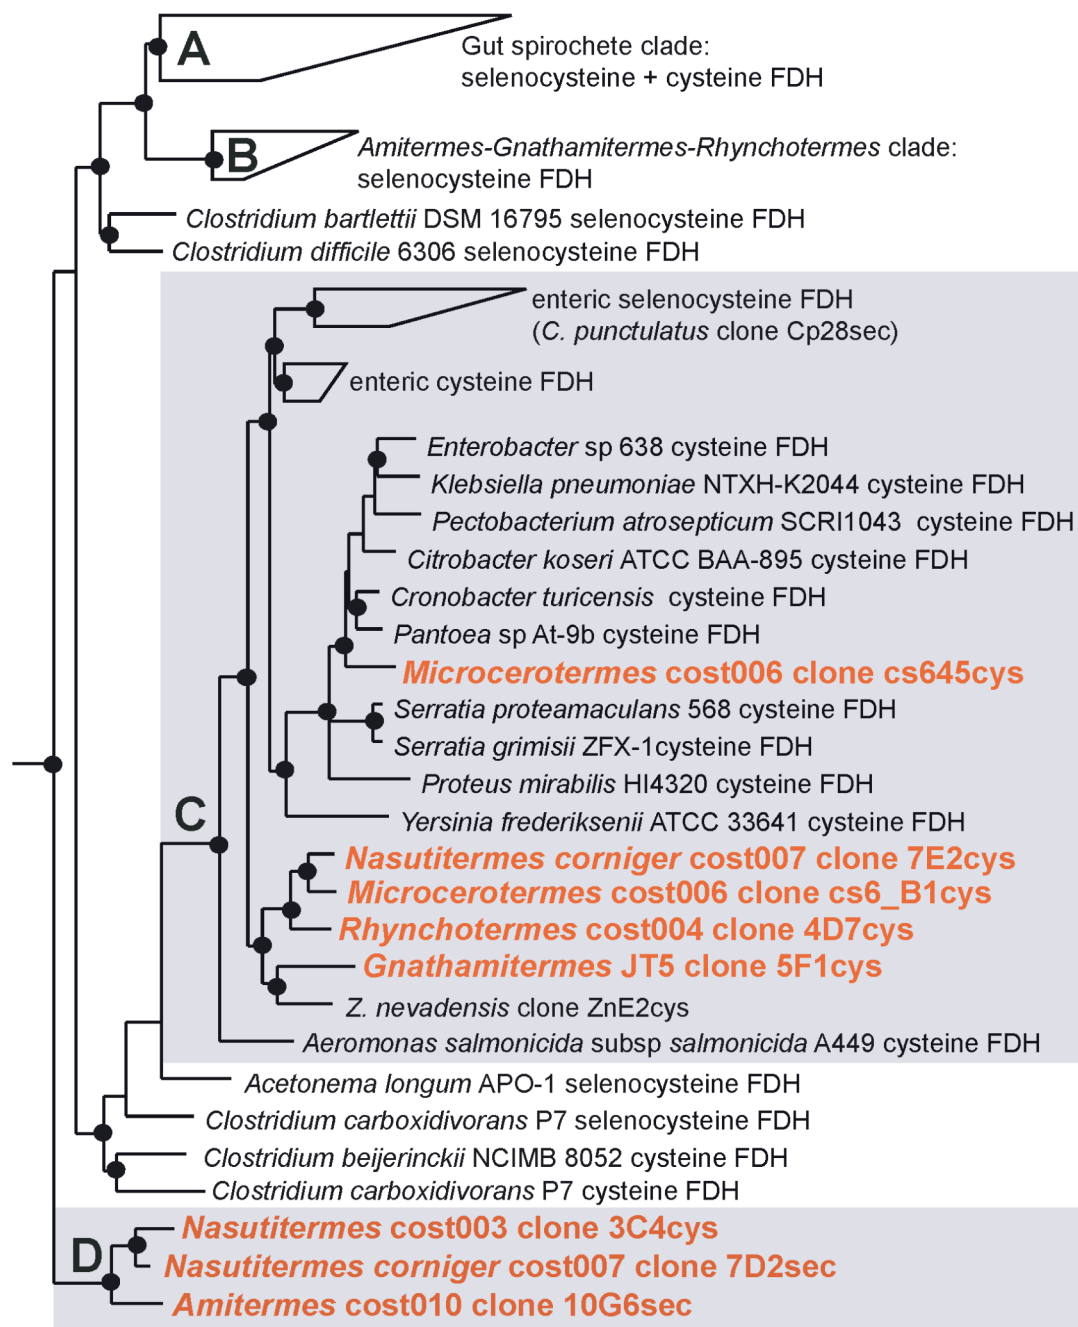 A
Gut spirochete clade:
selenocysteine + cysteine FDH
B
Amitermes-Gnathamitermes-Rhynchotermes clade:
selenocysteine FDH
Clostridium bartlettii DSM 16795 selenocysteine FDH
Clostridium difficile 6306 selenocysteine FDH
enteric selenocysteine FDH
(C. punctulatus clone Cp28sec)
enteric cysteine FDH
Enterobacter sp 638 cysteine FDH
Klebsiella pneumoniae NTXH-K2044 cysteine FDH
Pectobacterium atrosepticum SCRI1043 cysteine FDH
Citrobacter koseri ATCC BAA-895 cysteine FDH
Cronobacter turicensis cysteine FDH
Pantoea sp At-9b cysteine FDH
Microcerotermes cost006 clone cs645cys
Serratia proteamaculans 568 cysteine FDH
Serratia grimisii ZFX-1cysteine FDH
Proteus mirabilis HI4320 cysteine FDH
C
Yersinia frederiksenii ATCC 33641 cysteine FDH
Nasutitermes corniger cost007 clone 7E2cys
Microcerotermes cost006 clone cs6_B1cys
Rhynchotermes cost004 clone 4D7cys
Gnathamitermes JT5 clone 5F1cys
Z. nevadensis clone ZnE2cys
Aeromonas salmonicida subsp salmonicida A449 cysteine FDH
Acetonema longum APO-1 selenocysteine FDH
Clostridium carboxidivorans P7 selenocysteine FDH
Clostridium beijerinckii NCIMB 8052 cysteine FDH
Clostridium carboxidivorans P7 cysteine FDH
Nasutitermes cost003 clone 3C4cys
D
Nasutitermes corniger cost007 clone 7D2sec
Amitermes cost010 clone 10G6sec